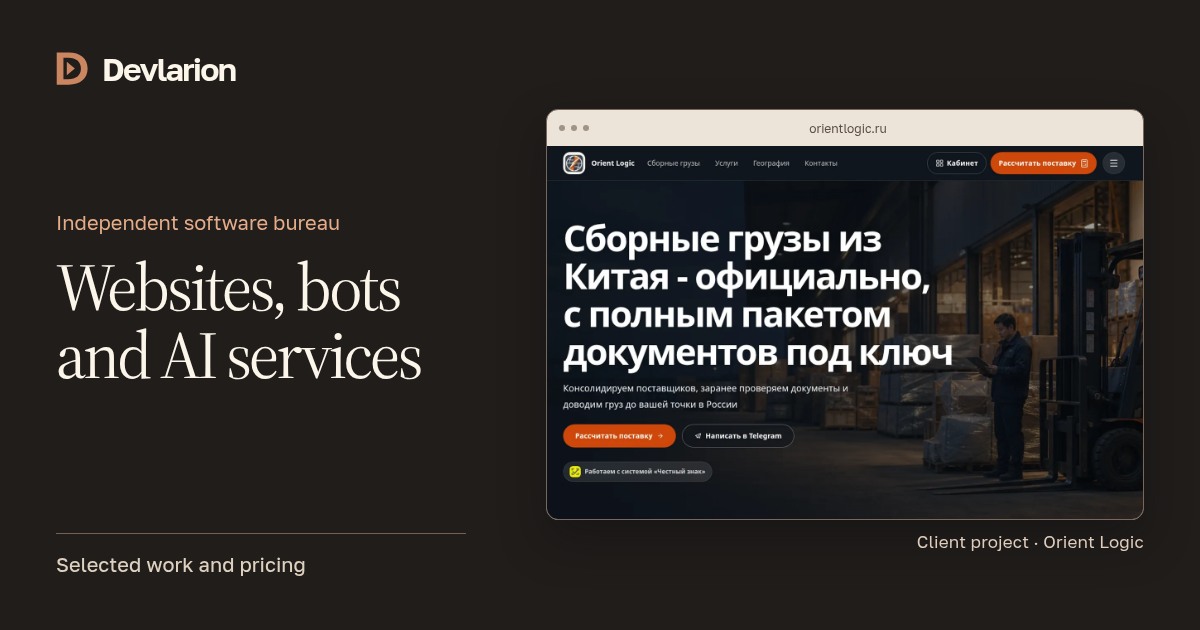 Devlarion
Independent software bureau
Websites, bots
and AI services
Selected work and pricing
orientlogic.ru
Orient Logic Сборные грузы Услуги География Контакты Кабинет Рассчитать поставку
Сборные грузы из
Китая - официально,
с полным пакетом
документов под ключ
Консолидируем поставщиков, заранее проверяем документы и
доводим груз до вашей точки в России
Рассчитать поставку → Написать в Telegram
Работаем с системой «Честный знак»
Client project · Orient Logic